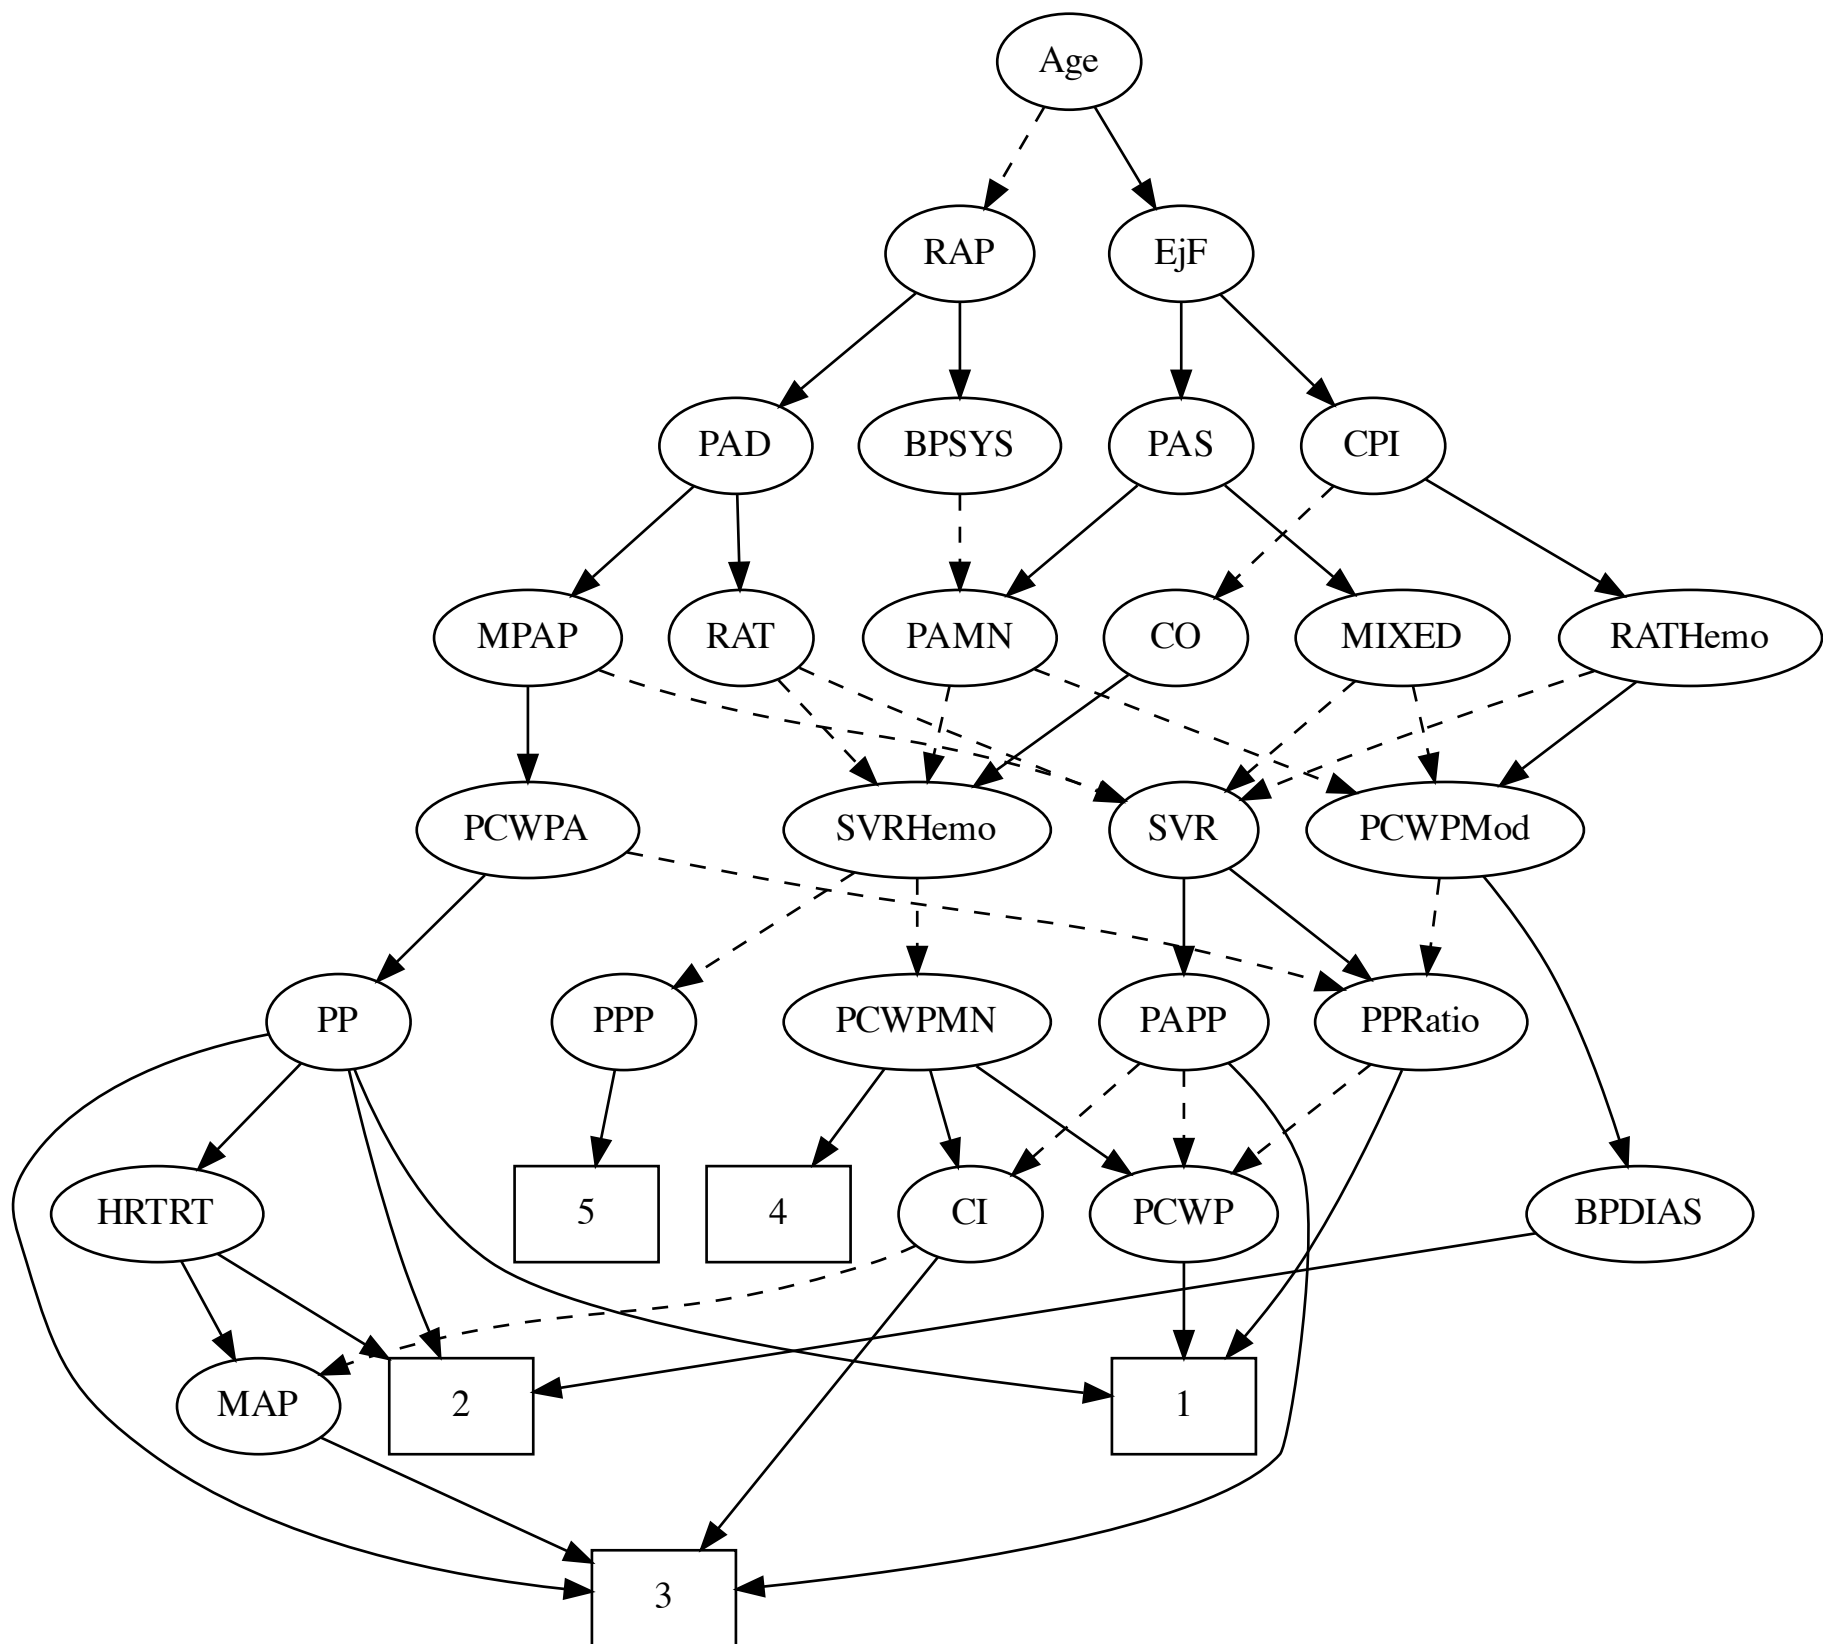 Age
RAP
EjF
PAD
BPSYS
PAS
CPI
MPAP
RAT
PAMN
CO
MIXED
RATHemo
PCWPA
SVRHemo
SVR
PCWPMod
PP
PPP
PCWPMN
PAPP
PPRatio
HRTRT
5
4
CI
PCWP
BPDIAS
MAP
2
1
3